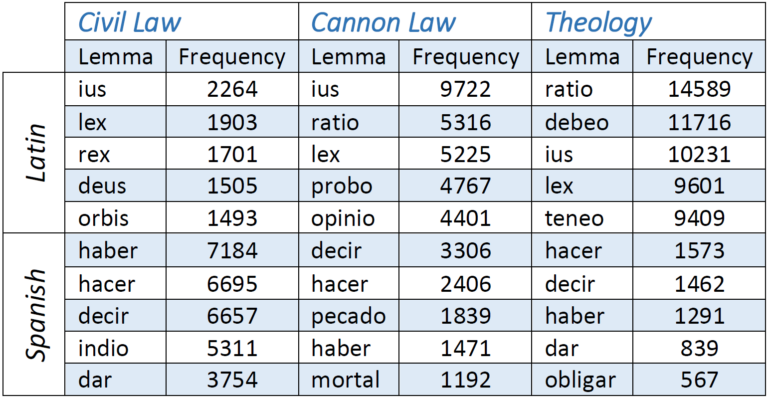 Civil Law Cannon Law Theology
Lemma Frequency Lemma Frequency Lemma Frequency
Latin
ius 2264 ius 9722 ratio 14589
lex 1903 ratio 5316 debeo 11716
rex 1701 lex 5225 ius 10231
deus 1505 probo 4767 lex 9601
orbis 1493 opinio 4401 teneo 9409
Spanish
haber 7184 decir 3306 hacer 1573
hacer 6695 hacer 2406 decir 1462
decir 6657 pecado 1839 haber 1291
indio 5311 haber 1471 dar 839
dar 3754 mortal 1192 obligar 567